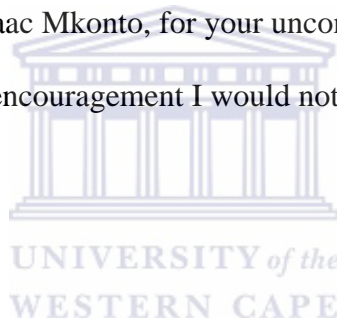 aac Mkonto, for your uncon
encouragement I would not
UNIVERSITY of the
WESTERN CAPE